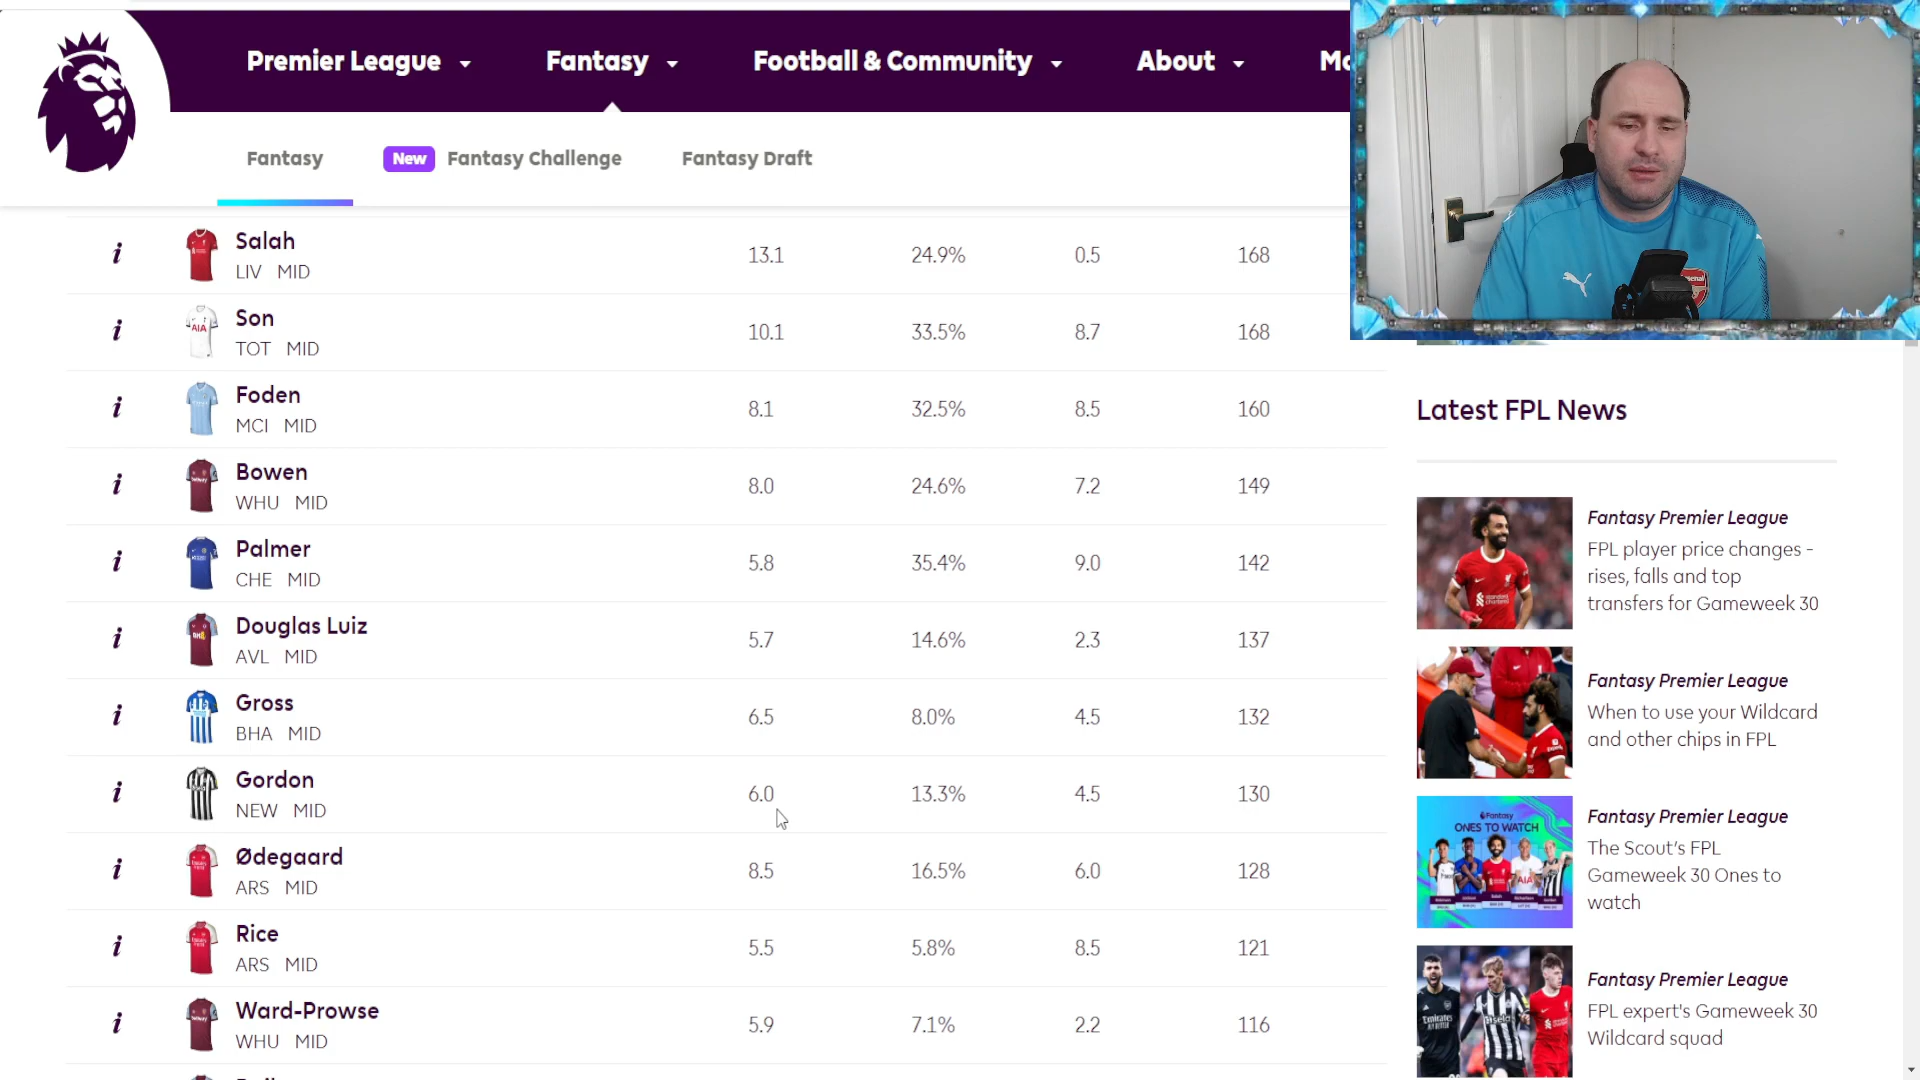 Premier League
Fantasy
Football & Community
About
Mo
Fantasy
New
Fantasy Challenge
Fantasy Draft
i Salah 13.1 24.9% 0.5 168
LIV MID
i Son 10.1 33.5% 8.7 168
TOT MID
i Foden 8.1 32.5% 8.5 160
MCI MID
i Bowen 8.0 24.6% 7.2 149
WHU MID
i Palmer 5.8 35.4% 9.0 142
CHE MID
i Douglas Luiz 5.7 14.6% 2.3 137
AVL MID
i Gross 6.5 8.0% 4.5 132
BHA MID
i Gordon 6.0 13.3% 4.5 130
NEW MID
i Ødegaard 8.5 16.5% 6.0 128
ARS MID
i Rice 5.5 5.8% 8.5 121
ARS MID
i Ward-Prowse 5.9 7.1% 2.2 116
WHU MID
AIA
Latest FPL News
Fantasy Premier League
FPL player price changes -
rises, falls and top
transfers for Gameweek 30
Fantasy Premier League
When to use your Wildcard
and other chips in FPL
Fantasy
ONES TO WATCH
Fantasy Premier League
The Scout's FPL
Gameweek 30 Ones to
watch
Fantasy Premier League
FPL expert's Gameweek 30
Wildcard squad